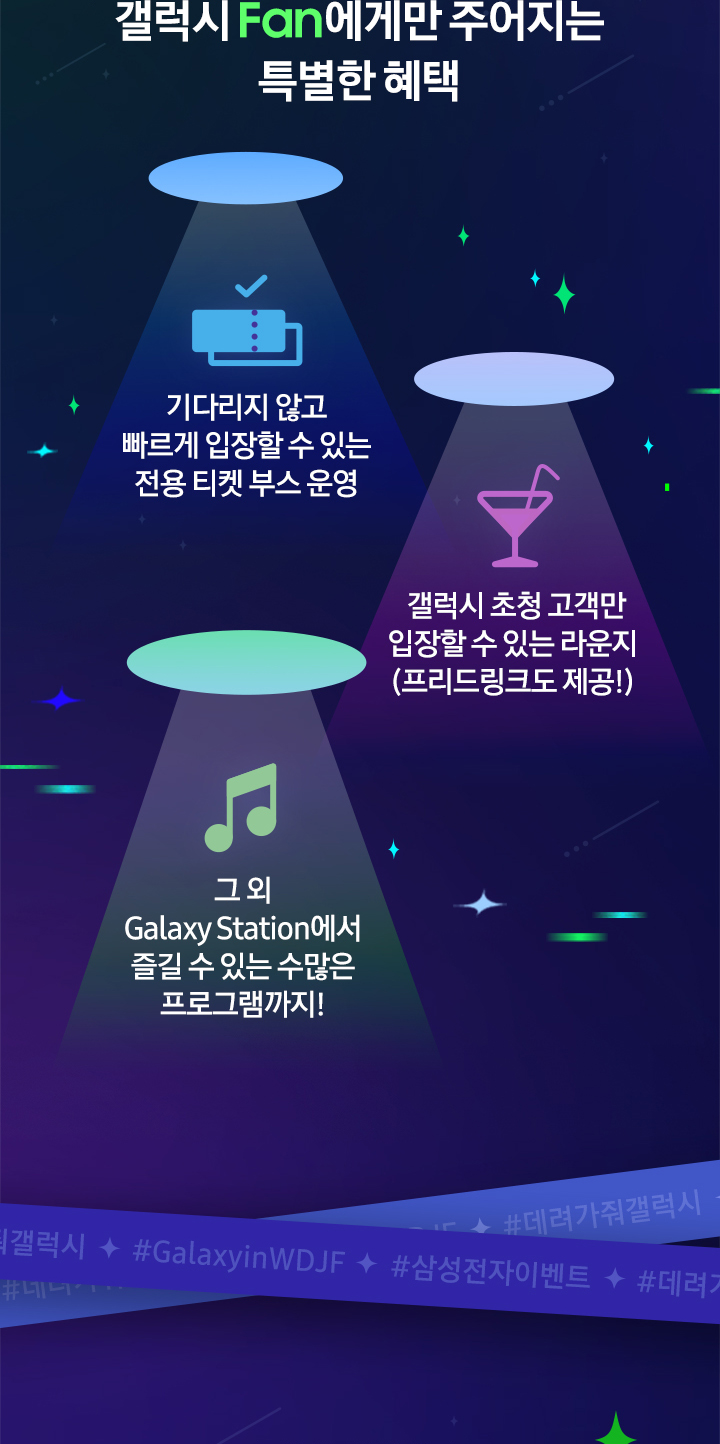 갤럭시 Fan에게만 주어지는
특별한 혜택
기다리지 않고
빠르게 입장할 수 있는
전용 티켓 부스 운영
갤럭시 초청 고객만
입장할 수 있는 라운지
(프리드링크도 제공!)
그 외
Galaxy Station에서
즐길 수 있는 수많은
프로그램까지!
#데려가줘갤럭시
줘갤럭시 #GalaxyinWDJF #삼성전자이벤트 #데려가